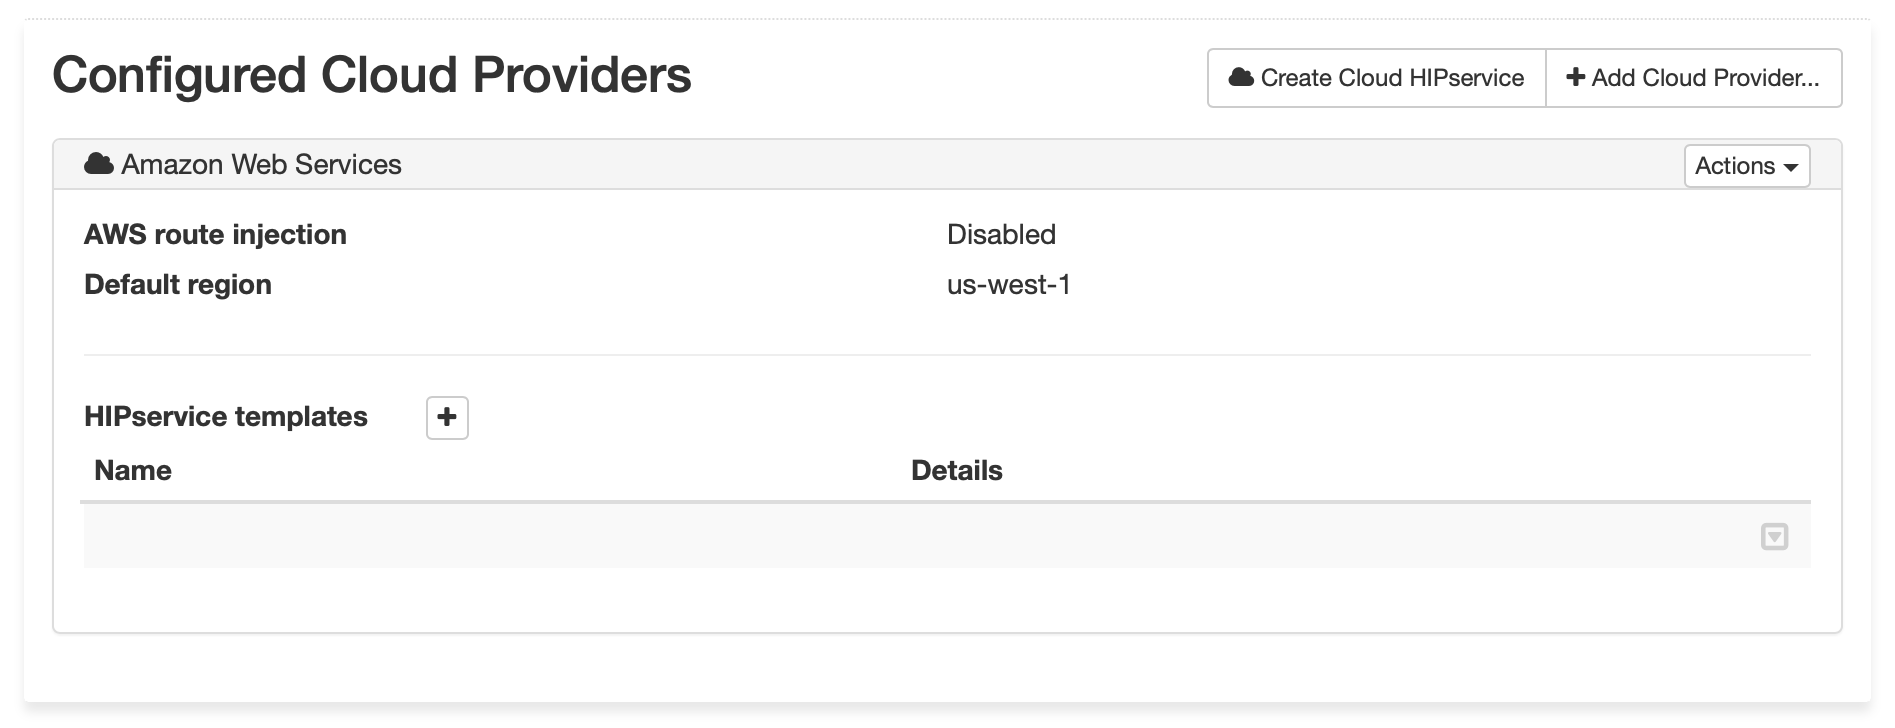 Configured Cloud Providers
Create Cloud HIPservice
Add Cloud Provider...
Amazon Web Services
Actions
AWS route injection Disabled
Default region us-west-1
HIPservice templates
Name Details